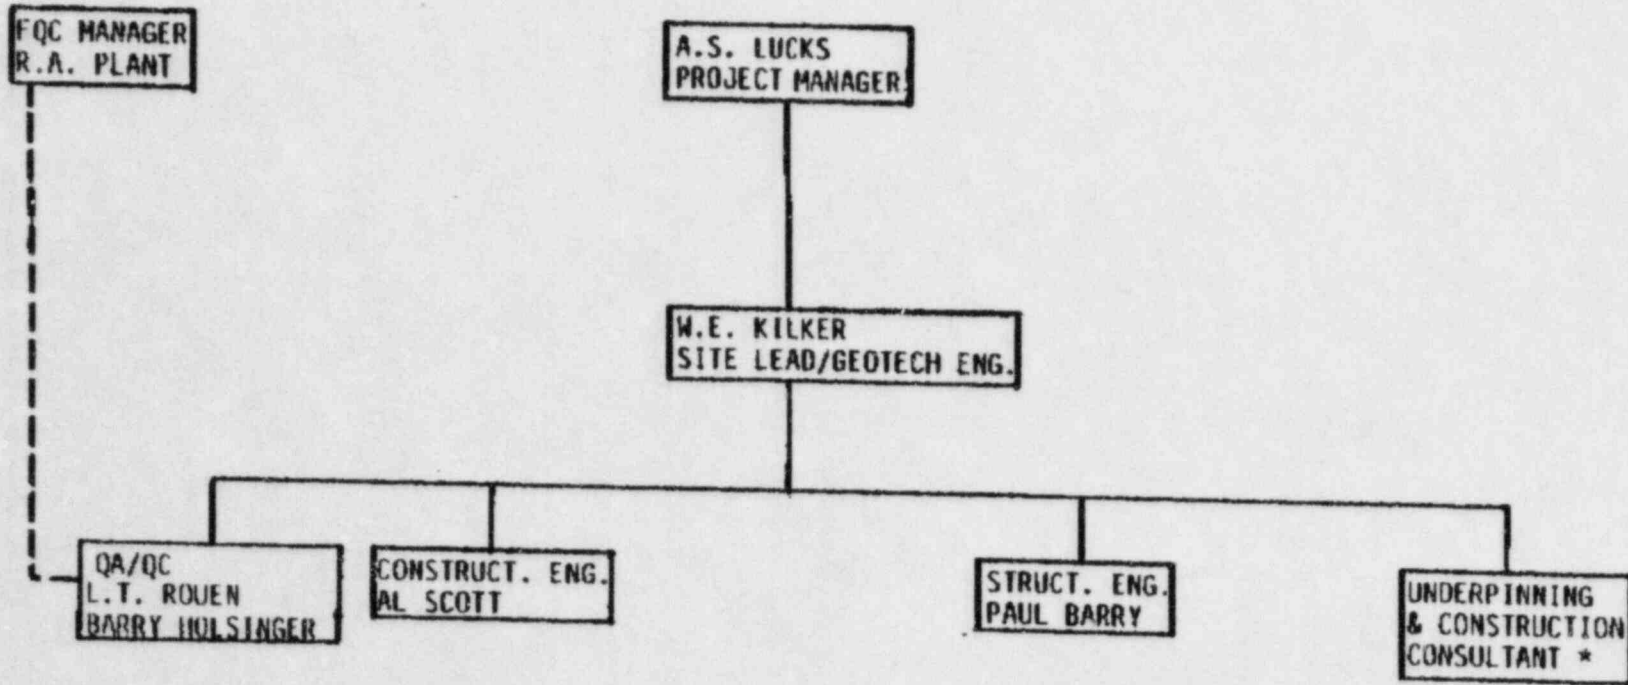 FQC MANAGER
R.A. PLANT
A.S. LUCKS
PROJECT MANAGER
W.E. KILKER
SITE LEAD/GEOTECH ENG.
QA/QC
L.T. ROUEN
BARRY HOLSINGER
CONSTRUCT. ENG.
AL SCOTT
STRUCT. ENG.
PAUL BARRY
UNDERPINNING
& CONSTRUCTION
CONSULTANT *